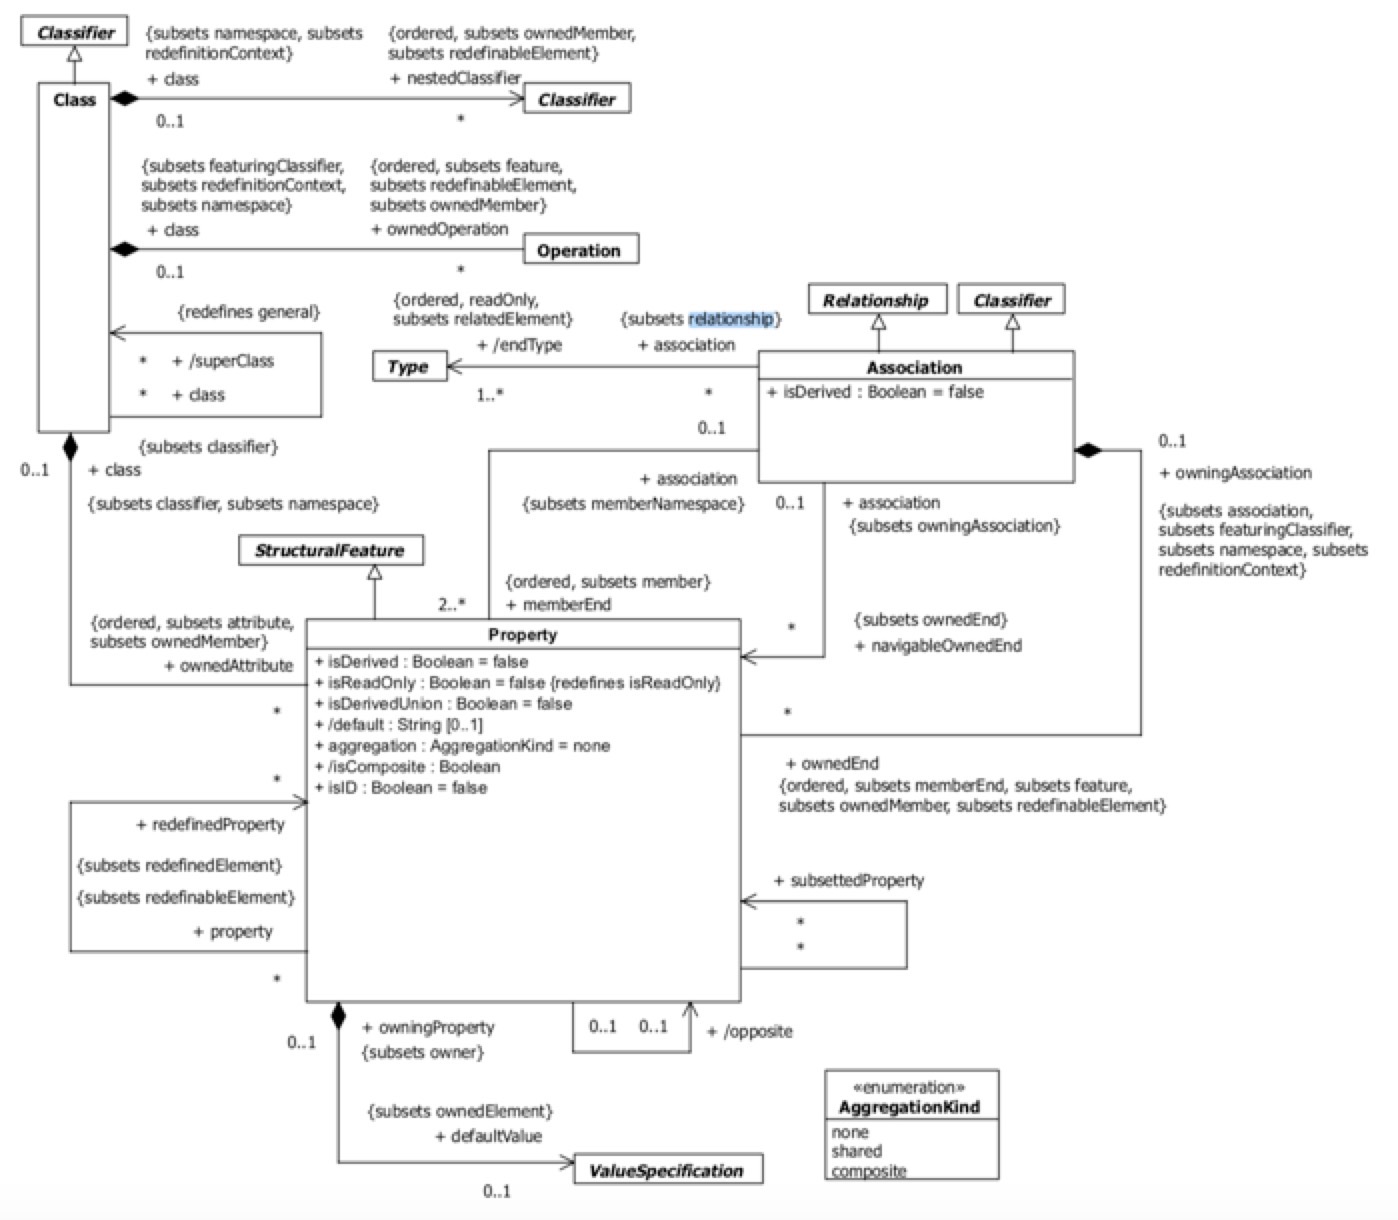 Classifier
{subsets namespace, subsets
redefinitionContext}
{ordered, subsets ownedMember,
subsets redefinableElement}
+ class
+ nestedClassifier
Class
Classifier
0..1
*
{subsets featuringClassifier,
subsets redefinitionContext,
subsets namespace}
{ordered, subsets feature,
subsets redefinableElement,
subsets ownedMember}
+ class
+ ownedOperation
Operation
0..1
*
{redefines general}
* + /superClass
* + class
{ordered, readOnly,
subsets relatedElement}
{subsets relationship}
+ /endType
+ association
Type
1..*
*
Relationship
Classifier
Association
+ isDerived : Boolean = false
0..1
{subsets classifier}
0..1
+ class
{subsets classifier, subsets namespace}
+ association
{subsets memberNamespace}
0..1
+ association
{subsets owningAssociation}
0..1
+ owningAssociation
{subsets association,
subsets featuringClassifier,
subsets namespace, subsets
redefinitionContext}
StructuralFeature
{ordered, subsets member}
2..*
+ memberEnd
{ordered, subsets attribute,
subsets ownedMember}
+ ownedAttribute
*
Property
+ isDerived : Boolean = false
+ isReadOnly : Boolean = false {redefines isReadOnly}
+ isDerivedUnion : Boolean = false
+ /default : String [0..1]
+ aggregation : AggregationKind = none
+ /isComposite : Boolean
+ isID : Boolean = false
*
{subsets ownedEnd}
+ navigableOwnedEnd
*
+ ownedEnd
{ordered, subsets memberEnd, subsets feature,
subsets ownedMember, subsets redefinableElement}
*
+ redefinedProperty
{subsets redefinedElement}
{subsets redefinableElement}
+ property
*
+ subsettedProperty
*
*
0..1
+ owningProperty
{subsets owner}
0..1 0..1
+ /opposite
{subsets ownedElement}
+ defaultValue
ValueSpecification
0..1
«enumeration»
AggregationKind
none
shared
composite